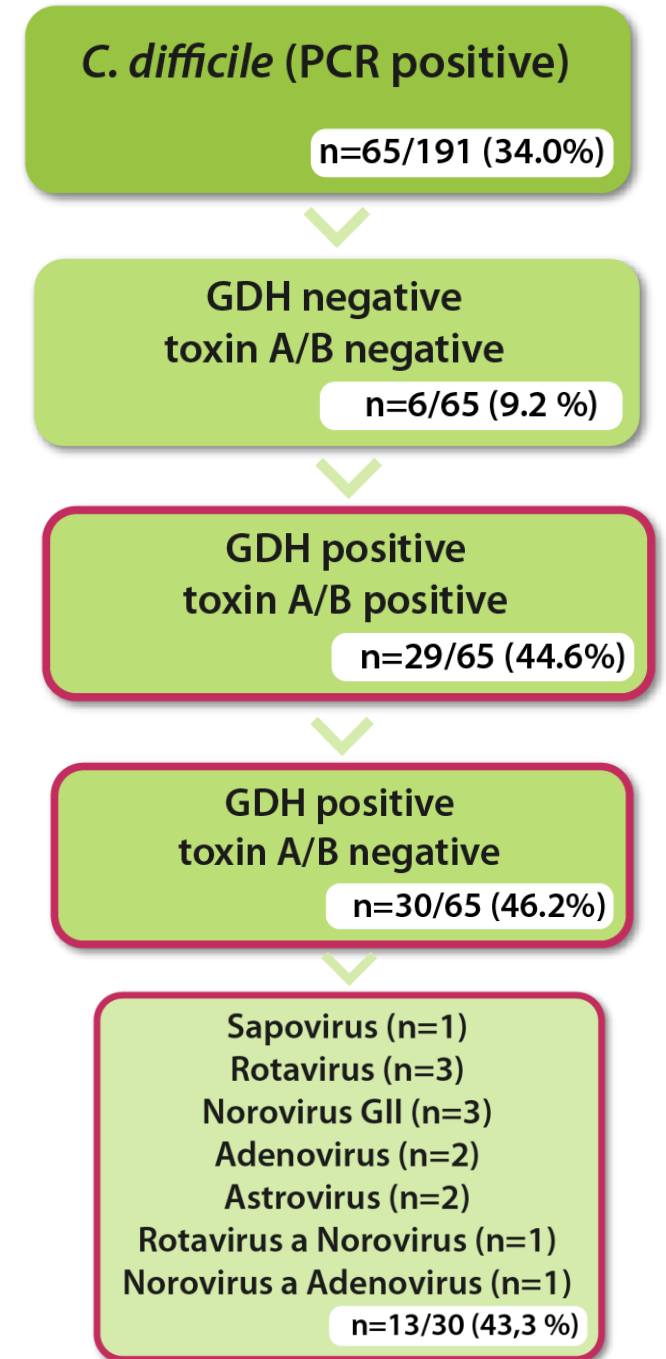 C. difficile (PCR positive)
n=65/191 (34.0%)
GDH negative
toxin A/B negative
n=6/65 (9.2 %)
GDH positive
toxin A/B positive
n=29/65 (44.6%)
GDH positive
toxin A/B negative
n=30/65 (46.2%)
Sapovirus (n=1)
Rotavirus (n=3)
Norovirus GII (n=3)
Adenovirus (n=2)
Astrovirus (n=2)
Rotavirus a Norovirus (n=1)
Norovirus a Adenovirus (n=1)
n=13/30 (43,3 %)